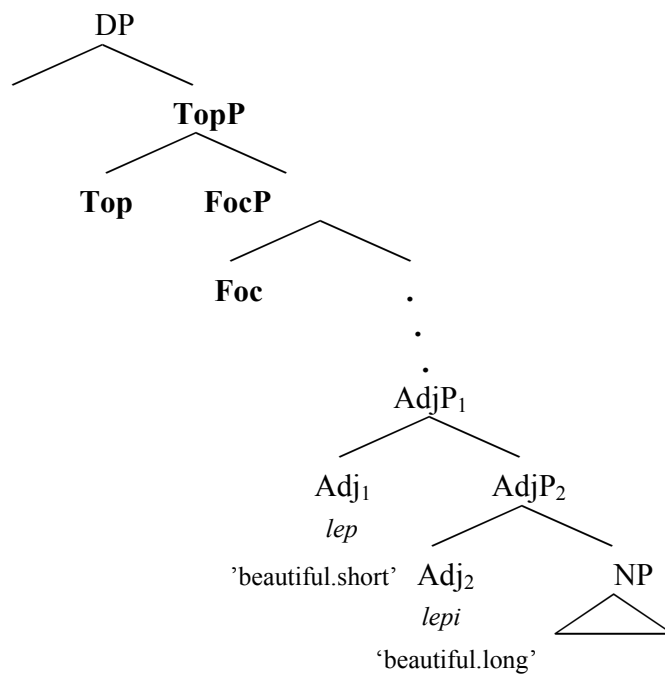 DP
TopP
Top FocP
Foc
.
.
.
AdjP₁
Adj₁ AdjP₂
lep
’beautiful.short’ Adj₂ NP
lepi
‘beautiful.long’